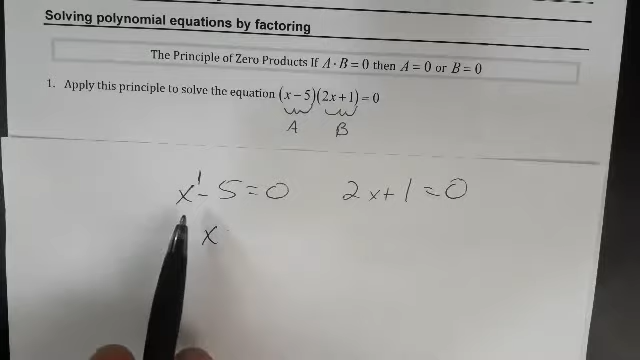 Solving polynomial equations by factoring
The Principle of Zero Products If A · B = 0 then A = 0 or B = 0
1. Apply this principle to solve the equation (x − 5)(2x + 1) = 0
A B
x¹ - 5 = 0 2x + 1 = 0
x